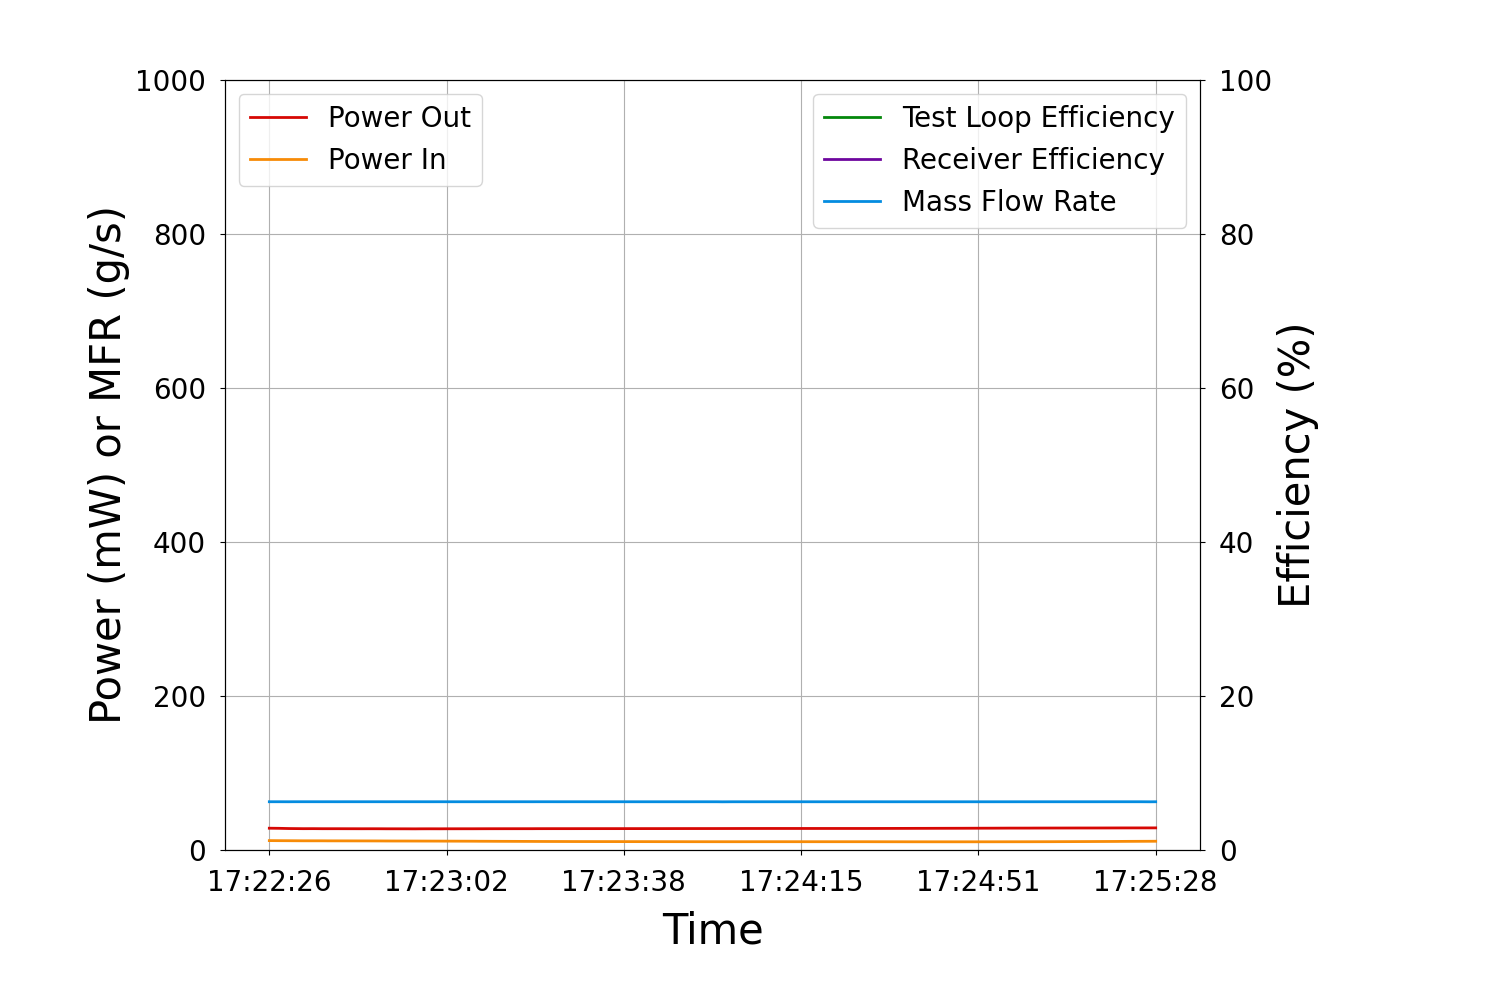 1000
800
600
400
200
0
Power (mW) or MFR (g/s)
Power Out
Power In
Test Loop Efficiency
Receiver Efficiency
Mass Flow Rate
100
80
60
40
20
0
Efficiency (%)
17:22:26
17:23:02
17:23:38
17:24:15
17:24:51
17:25:28
Time